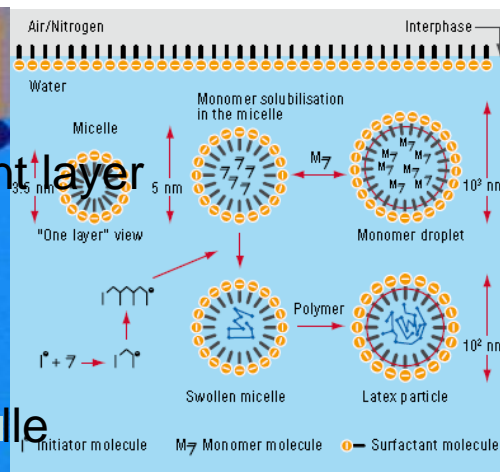 Air/Nitrogen Interphase
Water
Monomer solubilisation
in the micelle
Micelle
M
M M M M M M M
nt layer
3.5 nm 5 nm 10³ nm
"One layer" view Monomer droplet
Polymer
I• + I •
10² nm
Swollen micelle Latex particle
lle
I• Initiator molecule M Monomer molecule Surfactant molecule